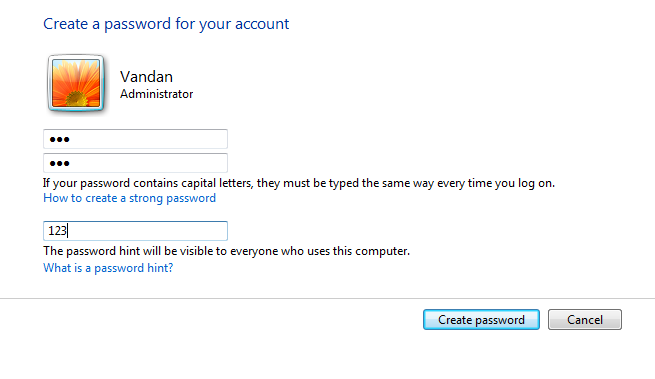 Create a password for your account
Vandan
Administrator
●●●
●●●
If your password contains capital letters, they must be typed the same way every time you log on.
How to create a strong password
123
The password hint will be visible to everyone who uses this computer.
What is a password hint?
Create password
Cancel